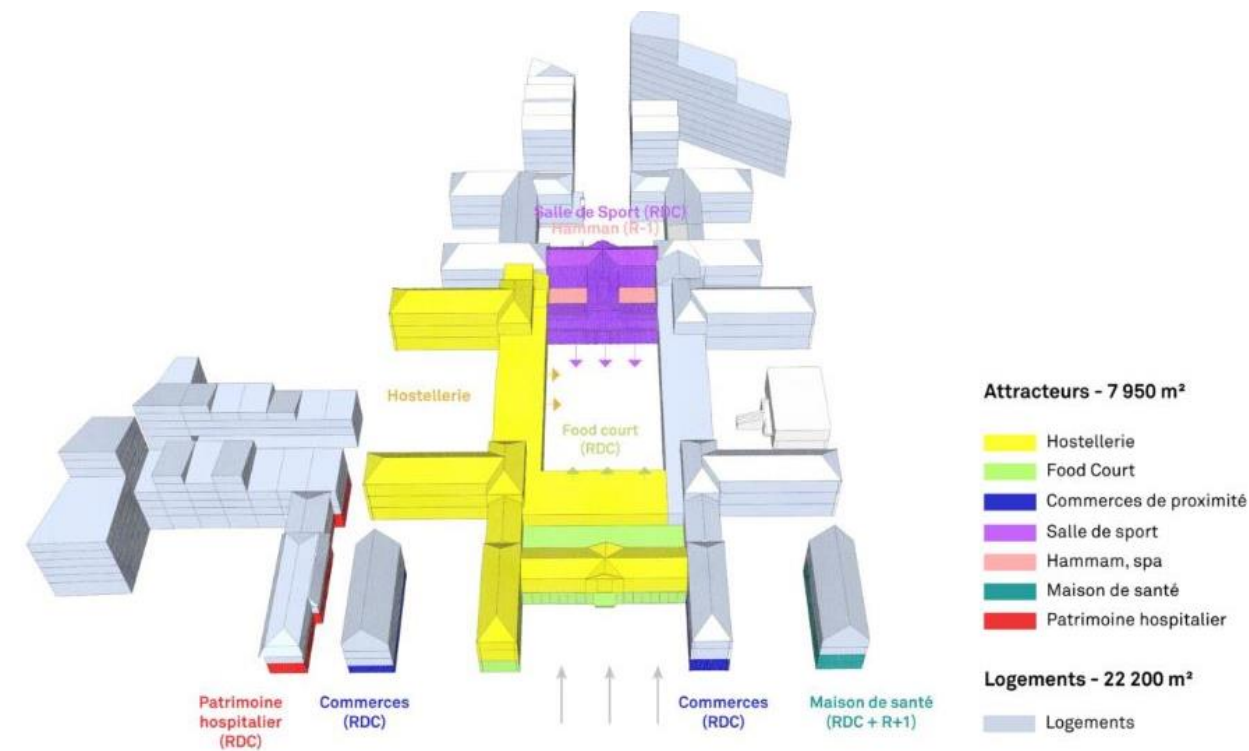 Salle de Sport (RDC)
Hamman (R-1)
Hostellerie
Food court
(RDC)
Patrimoine
hospitalier
(RDC)
Commerces
(RDC)
Commerces
(RDC)
Maison de santé
(RDC + R+1)
Attracteurs - 7 950 m²
Hostellerie
Food Court
Commerces de proximité
Salle de sport
Hammam, spa
Maison de santé
Patrimoine hospitalier
Logements - 22 200 m²
Logements